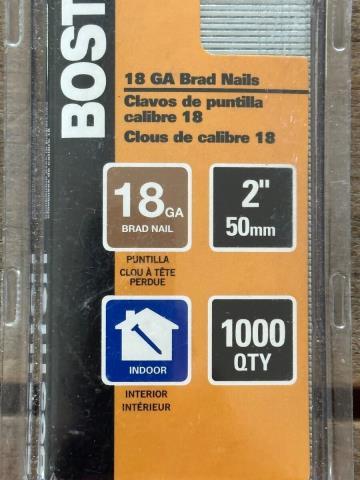 BOST
18 GA Brad Nails
Clavos de puntilla
calibre 18
Clous de calibre 18
18GA
BRAD NAIL
2"
50mm
PUNTILLA
CLOU À TÊTE
PERDUE
INDOOR
1000
QTY
INTERIOR
INTÉRIEUR